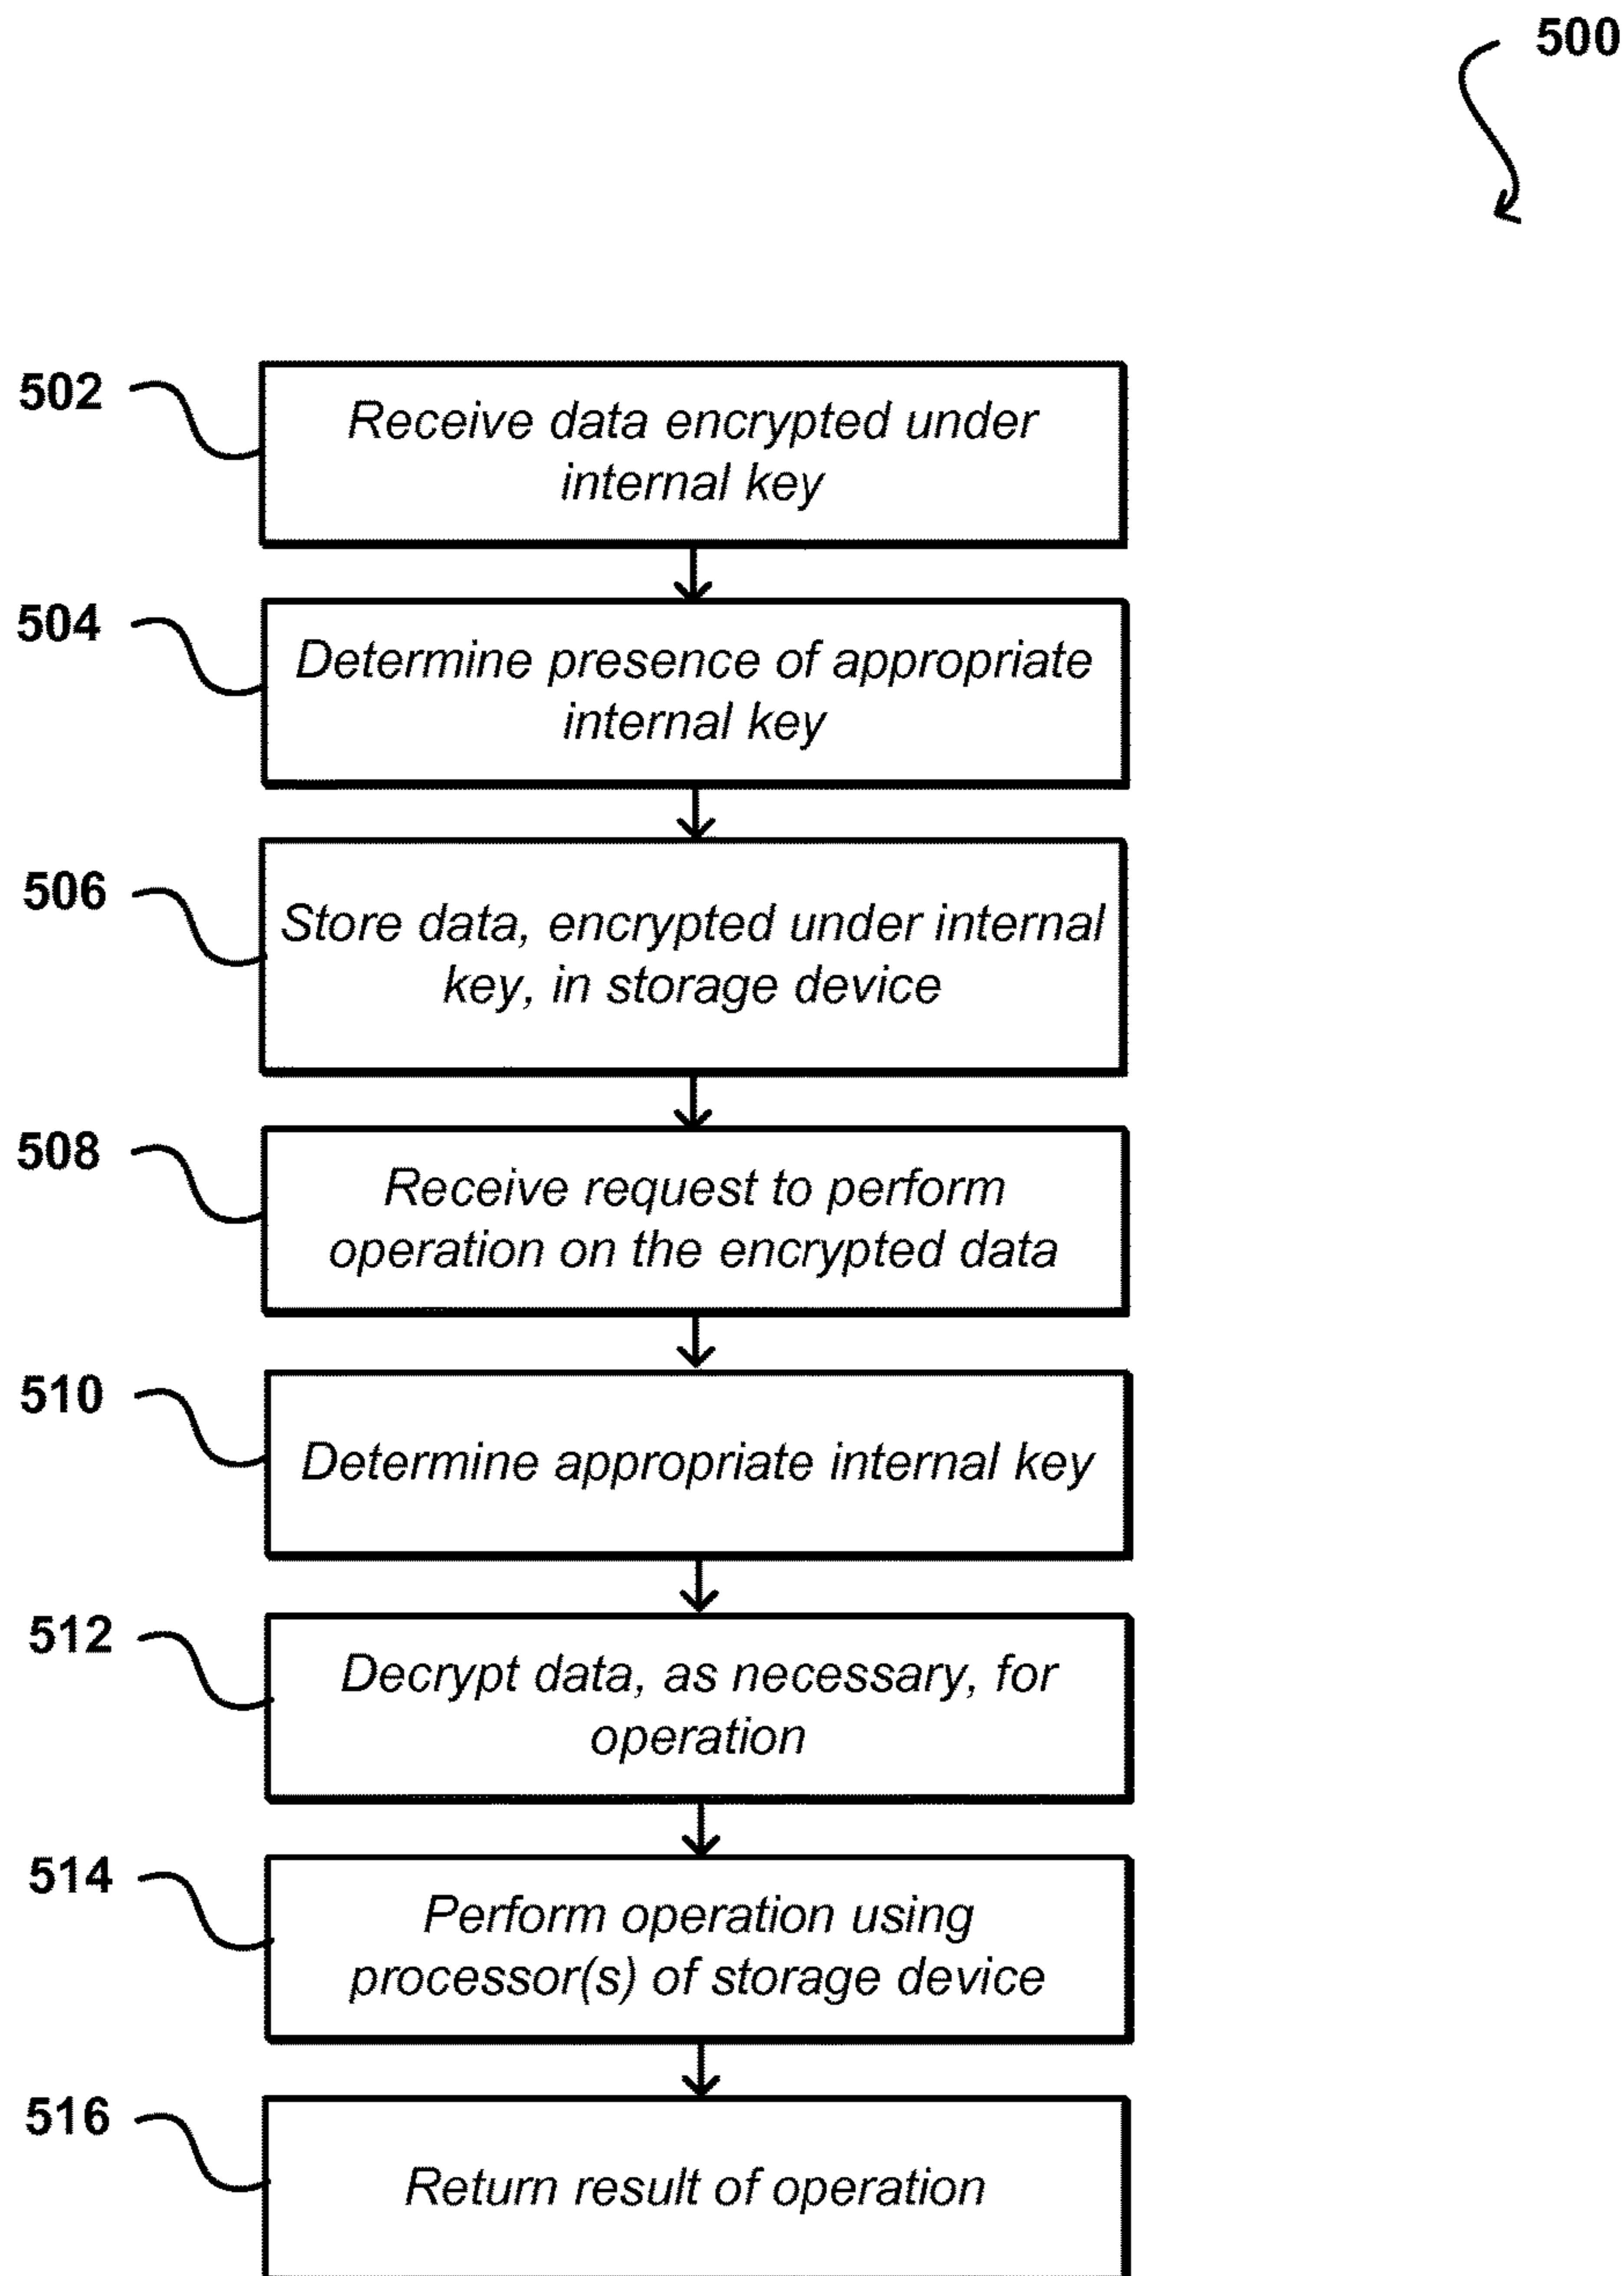 500
502
Receive data encrypted under
internal key
504
Determine presence of appropriate
internal key
506
Store data, encrypted under internal
key, in storage device
508
Receive request to perform
operation on the encrypted data
510
Determine appropriate internal key
512
Decrypt data, as necessary, for
operation
514
Perform operation using
processor(s) of storage device
516
Return result of operation